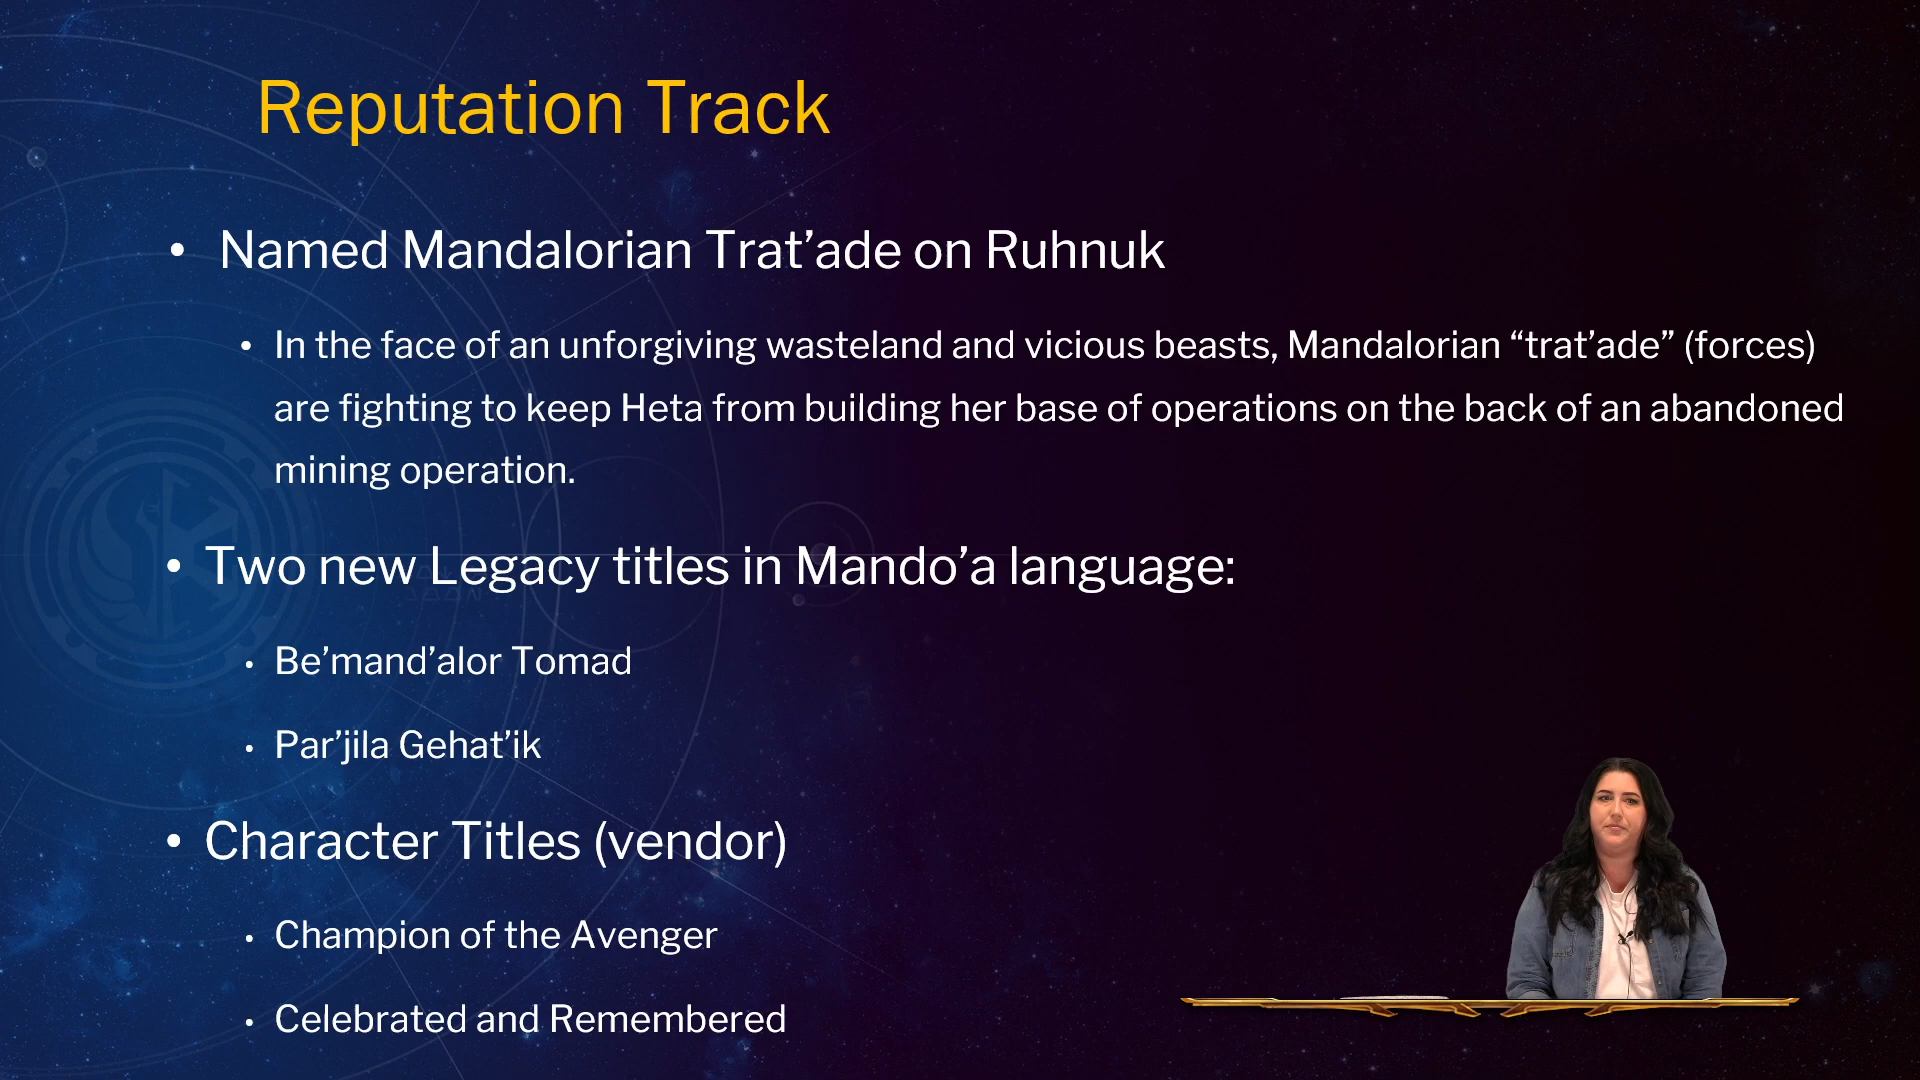 Reputation Track
• Named Mandalorian Trat’ade on Ruhnuk
• In the face of an unforgiving wasteland and vicious beasts, Mandalorian “trat’ade” (forces)
are fighting to keep Heta from building her base of operations on the back of an abandoned
mining operation.
• Two new Legacy titles in Mando’a language:
• Be’mand’alor Tomad
• Par’jila Gehat’ik
• Character Titles (vendor)
• Champion of the Avenger
• Celebrated and Remembered